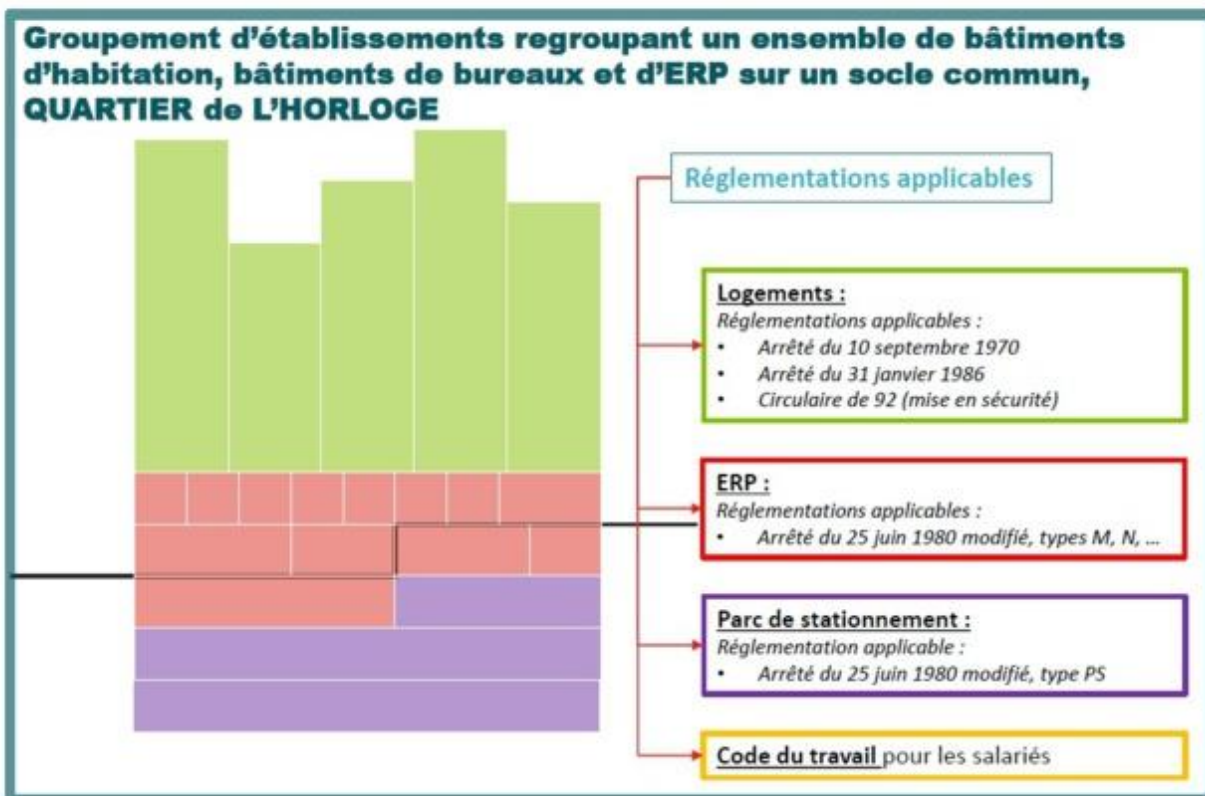 Groupement d'établissements regroupant un ensemble de bâtiments
d'habitation, bâtiments de bureaux et d'ERP sur un socle commun,
QUARTIER de L'HORLOGE
Réglementations applicables
Logements :
Réglementations applicables :
• Arrêté du 10 septembre 1970
• Arrêté du 31 janvier 1986
• Circulaire de 92 (mise en sécurité)
ERP :
Réglementations applicables :
• Arrêté du 25 juin 1980 modifié, types M, N, ...
Parc de stationnement :
Réglementation applicable :
• Arrêté du 25 juin 1980 modifié, type PS
Code du travail pour les salariés